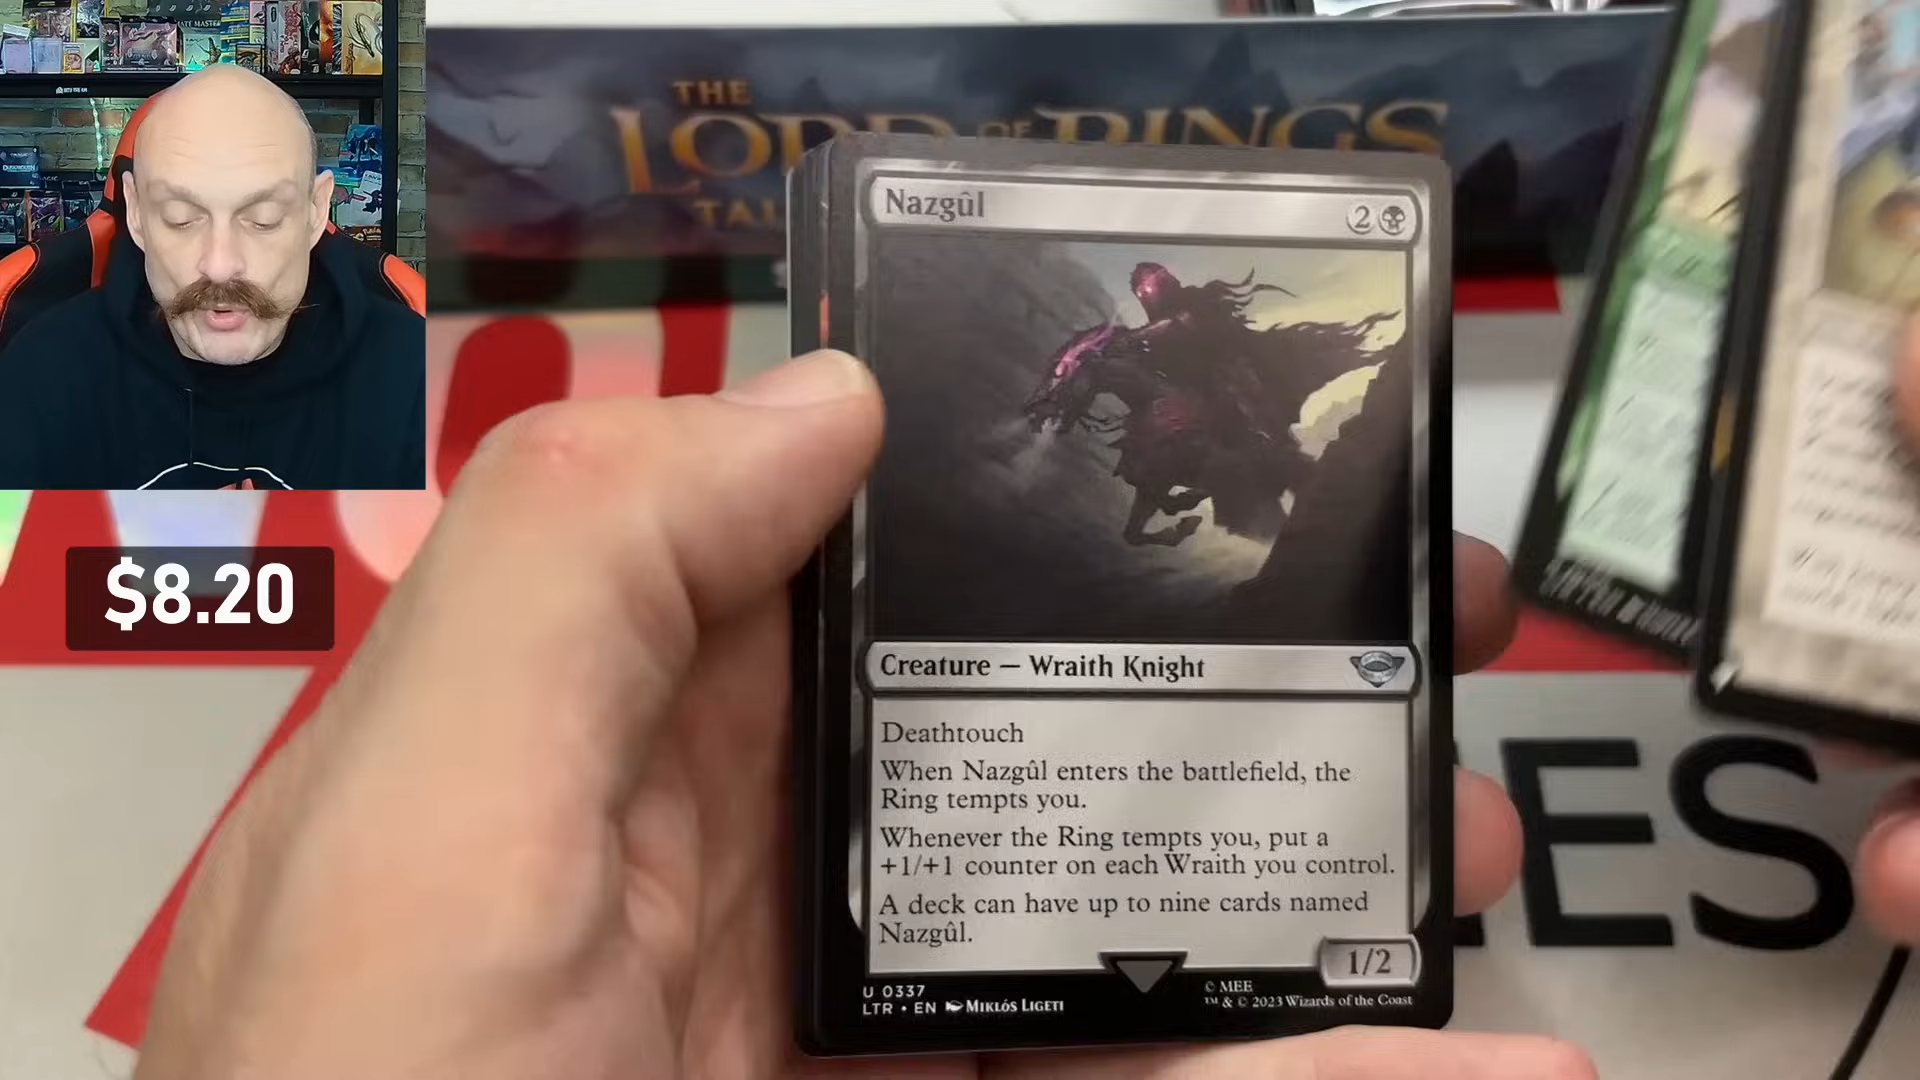 THE
LORD OF RINGS
TAL
Nazgûl
2
$8.20
Creature — Wraith Knight
Deathtouch
When Nazgûl enters the battlefield, the
Ring tempts you.
Whenever the Ring tempts you, put a
+1/+1 counter on each Wraith you control.
A deck can have up to nine cards named
Nazgûl.
1/2
U 0337
LTR • EN MIKLÓS LIGETI
© MEE
™ & © 2023 Wizards of the Coast
ES